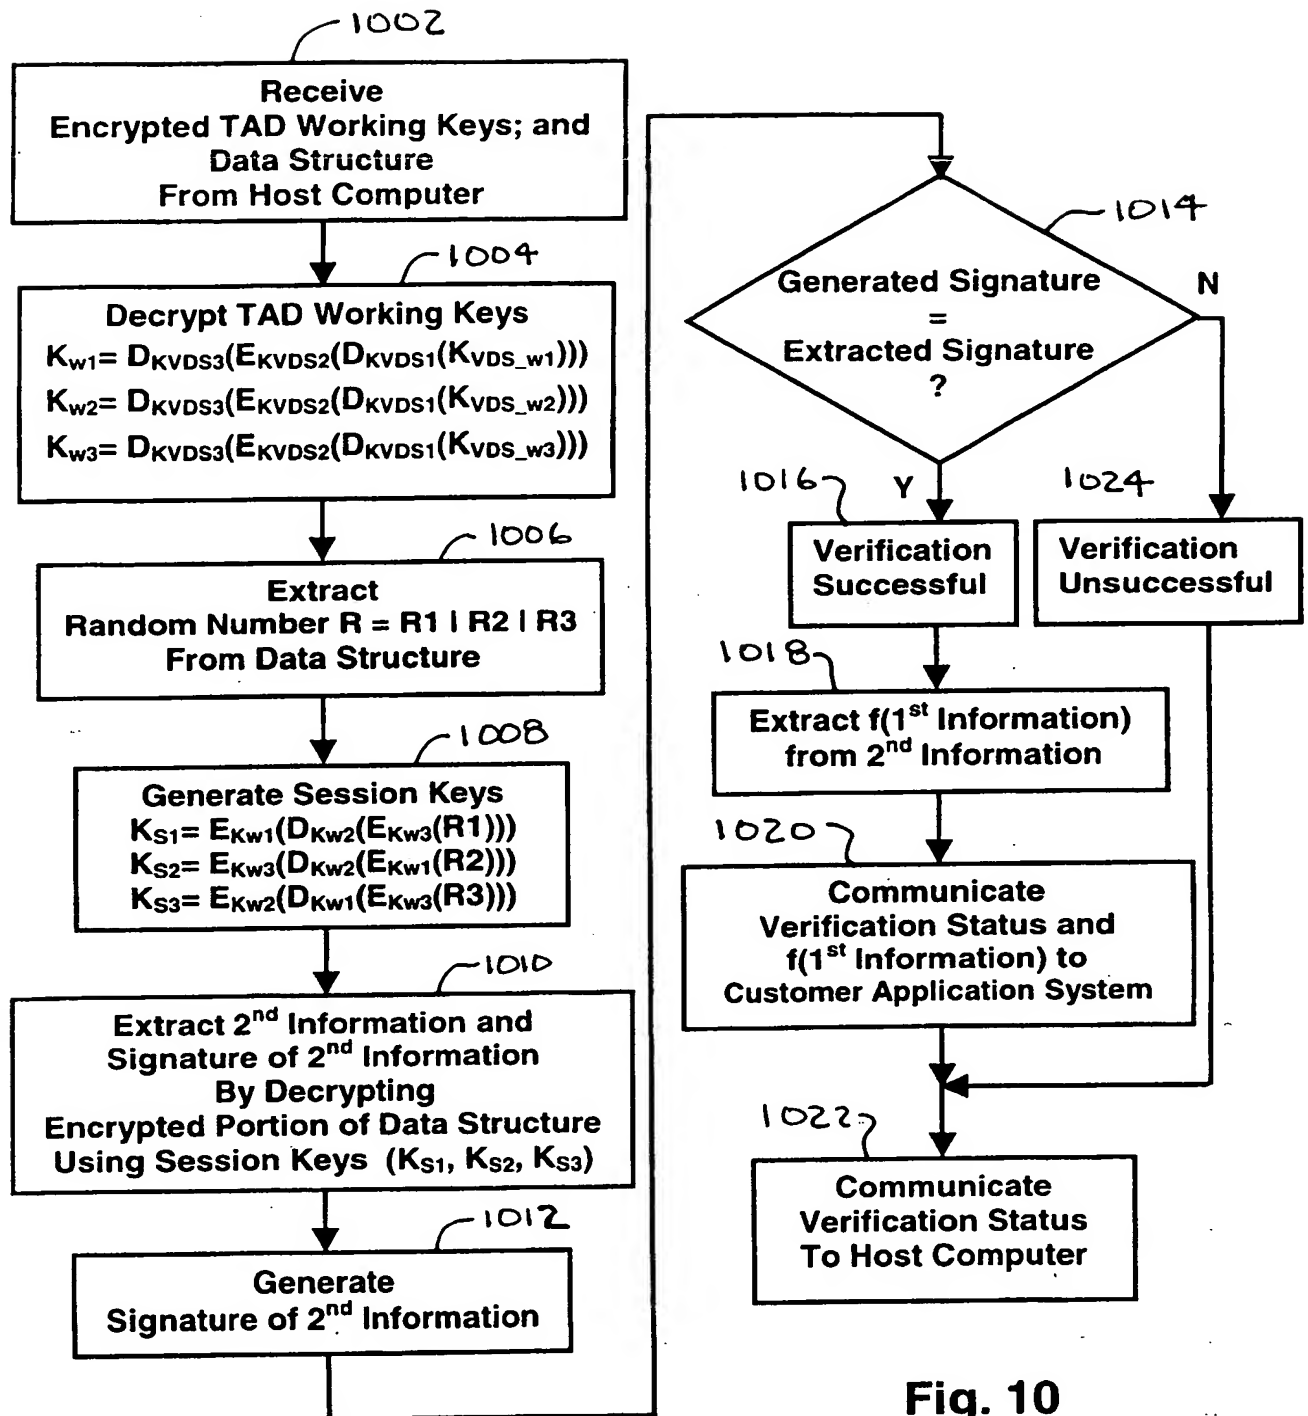 1002
Receive
Encrypted TAD Working Keys; and
Data Structure
From Host Computer
1004
Decrypt TAD Working Keys
Kw1= DKVDS3(EKVDS2(DKVDS1(KVDS_w1)))
Kw2= DKVDS3(EKVDS2(DKVDS1(KVDS_w2)))
Kw3= DKVDS3(EKVDS2(DKVDS1(KVDS_w3)))
1006
Extract
Random Number R = R1 | R2 | R3
From Data Structure
1008
Generate Session Keys
KS1= EKw1(DKw2(EKw3(R1)))
KS2= EKw3(DKw2(EKw1(R2)))
KS3= EKw2(DKw1(EKw3(R3)))
1010
Extract 2nd Information and
Signature of 2nd Information
By Decrypting
Encrypted Portion of Data Structure
Using Session Keys (KS1, KS2, KS3)
1012
Generate
Signature of 2nd Information
1014
Generated Signature
=
Extracted Signature
?
N
Y
1016
Verification
Successful
1024
Verification
Unsuccessful
1018
Extract f(1st Information)
from 2nd Information
1020
Communicate
Verification Status and
f(1st Information) to
Customer Application System
1022
Communicate
Verification Status
To Host Computer
Fig. 10